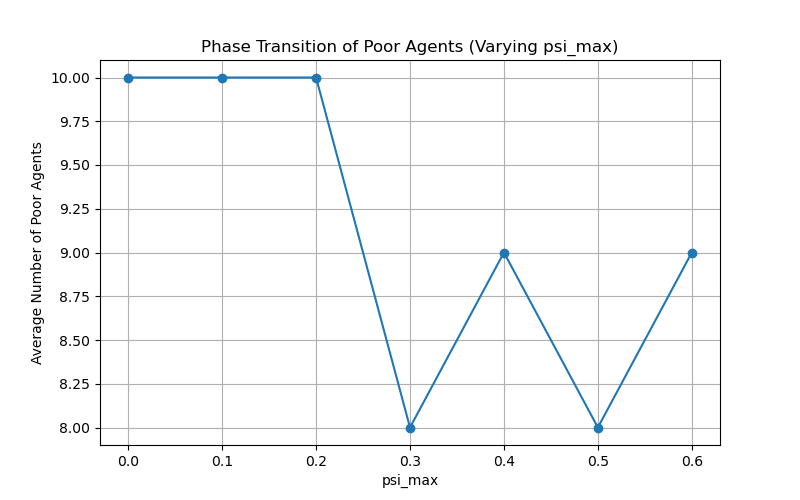 Phase Transition of Poor Agents (Varying psi_max)
Average Number of Poor Agents
10.00
9.75
9.50
9.25
9.00
8.75
8.50
8.25
8.00
0.0 0.1 0.2 0.3 0.4 0.5 0.6
psi_max